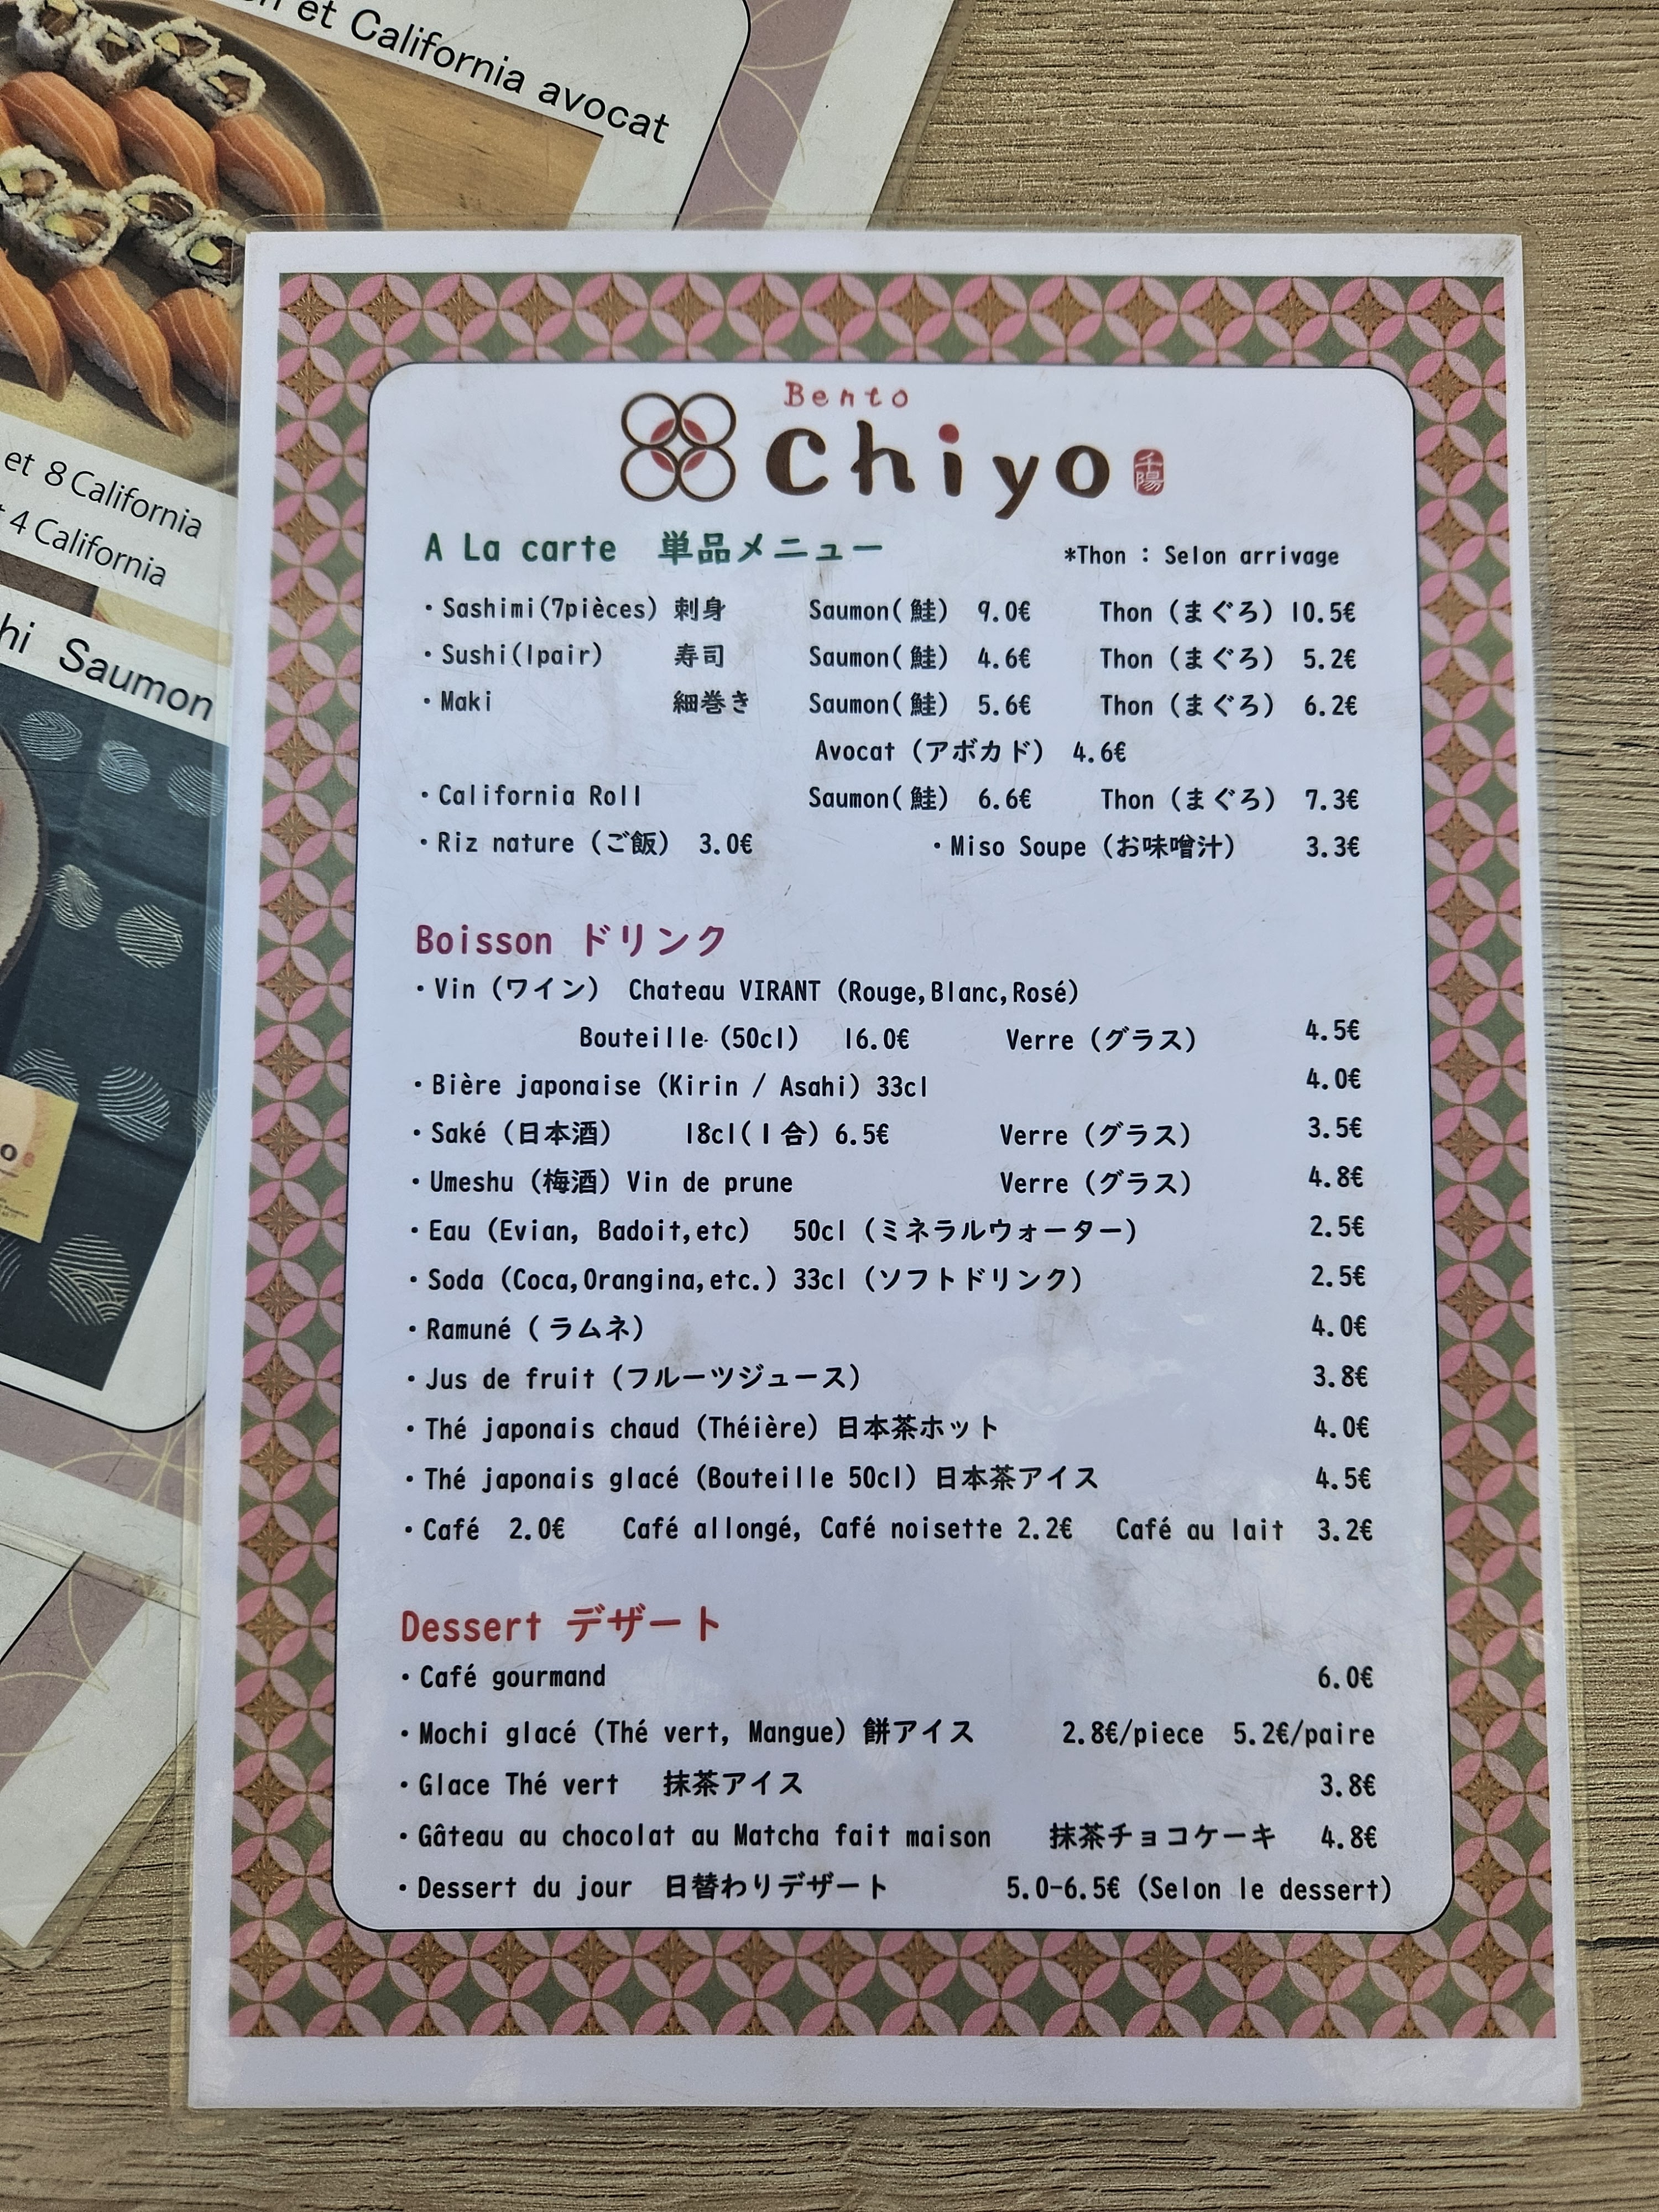 et California avocat
et 8 California
4 California
hi Saumon
Bento
Chiyo 千陽
A La carte 単品メニュー *Thon : Selon arrivage
・Sashimi(7pièces) 刺身 Saumon(鮭) 9.0€ Thon (まぐろ) 10.5€
・Sushi(1pair) 寿司 Saumon(鮭) 4.6€ Thon (まぐろ) 5.2€
・Maki 細巻き Saumon(鮭) 5.6€ Thon (まぐろ) 6.2€
Avocat (アボカド) 4.6€
・California Roll Saumon(鮭) 6.6€ Thon (まぐろ) 7.3€
・Riz nature (ご飯) 3.0€ ・Miso Soupe (お味噌汁) 3.3€
Boisson ドリンク
・Vin (ワイン) Chateau VIRANT (Rouge,Blanc,Rosé)
Bouteille (50cl) 16.0€ Verre (グラス) 4.5€
・Bière japonaise (Kirin / Asahi) 33cl 4.0€
・Saké (日本酒) 18cl(1合) 6.5€ Verre (グラス) 3.5€
・Umeshu (梅酒) Vin de prune Verre (グラス) 4.8€
・Eau (Evian, Badoit,etc) 50cl (ミネラルウォーター) 2.5€
・Soda (Coca,Orangina,etc.) 33cl (ソフトドリンク) 2.5€
・Ramuné (ラムネ) 4.0€
・Jus de fruit (フルーツジュース) 3.8€
・Thé japonais chaud (Théière) 日本茶ホット 4.0€
・Thé japonais glacé (Bouteille 50cl) 日本茶アイス 4.5€
・Café 2.0€ Café allongé, Café noisette 2.2€ Café au lait 3.2€
Dessert デザート
・Café gourmand 6.0€
・Mochi glacé (Thé vert, Mangue) 餅アイス 2.8€/piece 5.2€/paire
・Glace Thé vert 抹茶アイス 3.8€
・Gâteau au chocolat au Matcha fait maison 抹茶チョコケーキ 4.8€
・Dessert du jour 日替わりデザート 5.0-6.5€ (Selon le dessert)